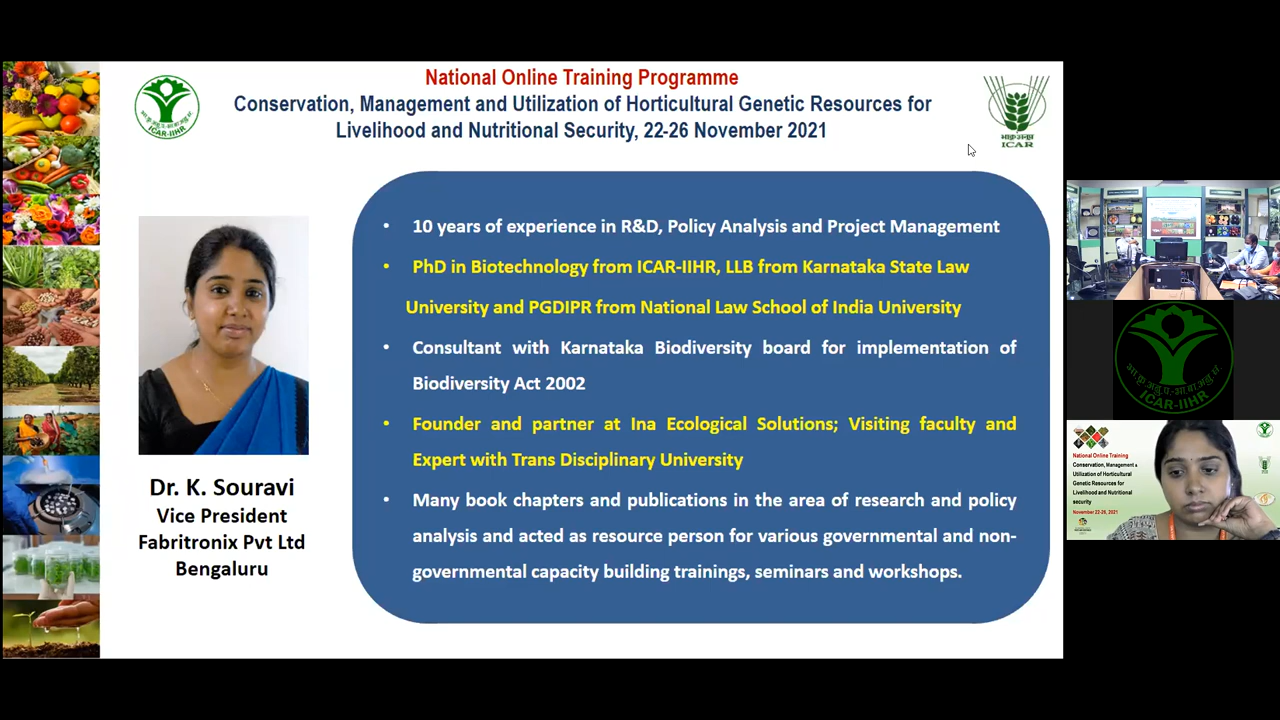 National Online Training Programme
Conservation, Management and Utilization of Horticultural Genetic Resources for
Livelihood and Nutritional Security, 22-26 November 2021
ICAR-IIHR
भाकृअनुप
ICAR
• 10 years of experience in R&D, Policy Analysis and Project Management
• PhD in Biotechnology from ICAR-IIHR, LLB from Karnataka State Law
University and PGDIPR from National Law School of India University
• Consultant with Karnataka Biodiversity board for implementation of
Biodiversity Act 2002
• Founder and partner at Ina Ecological Solutions; Visiting faculty and
Expert with Trans Disciplinary University
• Many book chapters and publications in the area of research and policy
analysis and acted as resource person for various governmental and non-
governmental capacity building trainings, seminars and workshops.
Dr. K. Souravi
Vice President
Fabritronix Pvt Ltd
Bengaluru
ICAR-IIHR
National Online Training
Conservation, Management &
Utilization of Horticultural
Genetic Resources for
Livelihood and Nutritional
security
November 22-26, 2021